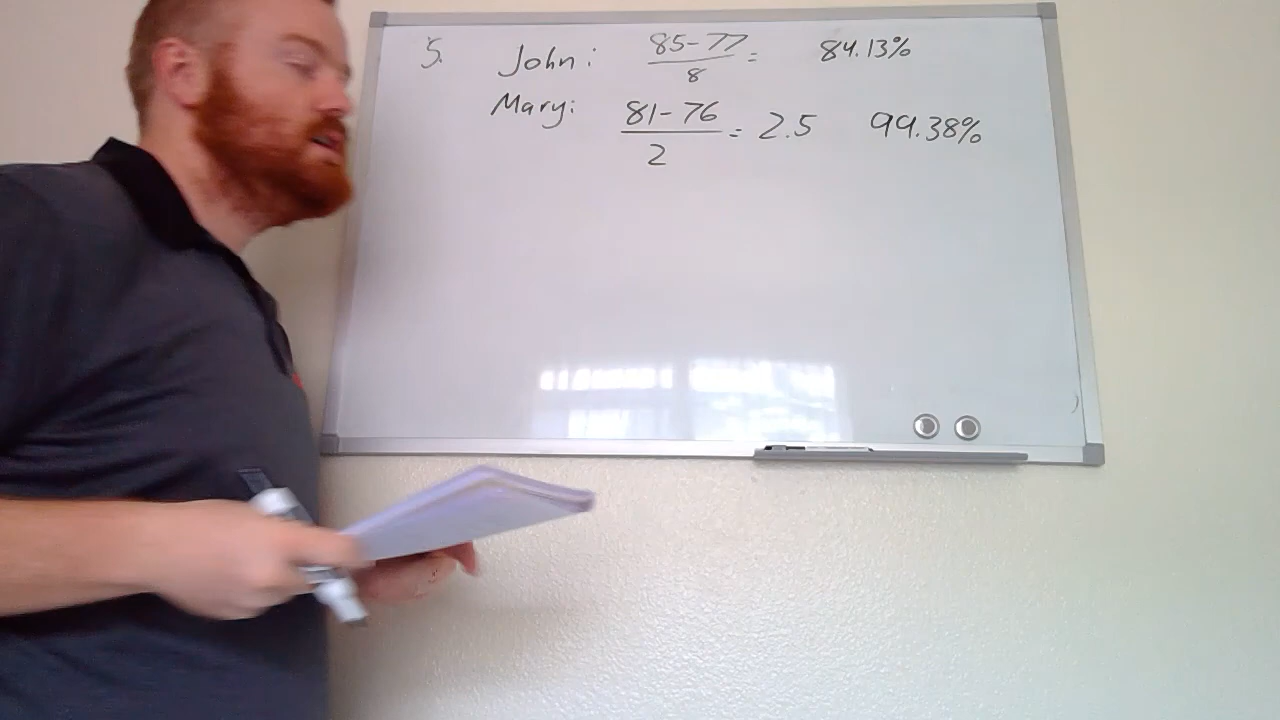 5. John: 85-77/8 = 84.13%
Mary: 81-76/2 = 2.5 99.38%